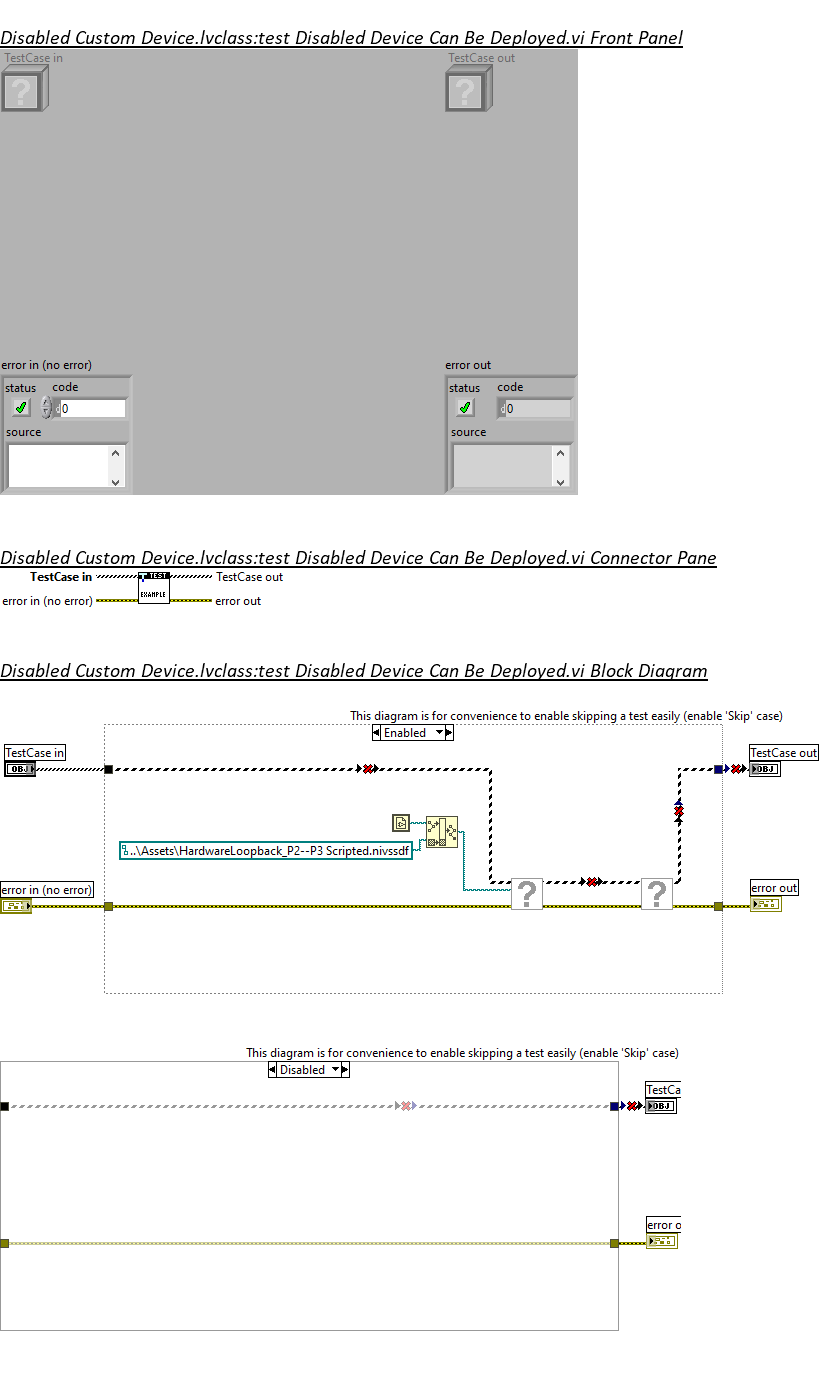 Disabled Custom Device.lvclass:test Disabled Device Can Be Deployed.vi Front Panel
TestCase in
TestCase out
?
?
error in (no error)
error out
status code
status code
d0
d0
source
source
Disabled Custom Device.lvclass:test Disabled Device Can Be Deployed.vi Connector Pane
TestCase in
TEST
TestCase out
EXAMPLE
error in (no error)
error out
Disabled Custom Device.lvclass:test Disabled Device Can Be Deployed.vi Block Diagram
This diagram is for convenience to enable skipping a test easily (enable 'Skip' case)
Enabled
TestCase in
TestCase out
OBJ
OBJ
..\Assets\HardwareLoopback_P2--P3 Scripted.nivssdf
error in (no error)
error out
?
?
This diagram is for convenience to enable skipping a test easily (enable 'Skip' case)
Disabled
TestCa
OBJ
error o